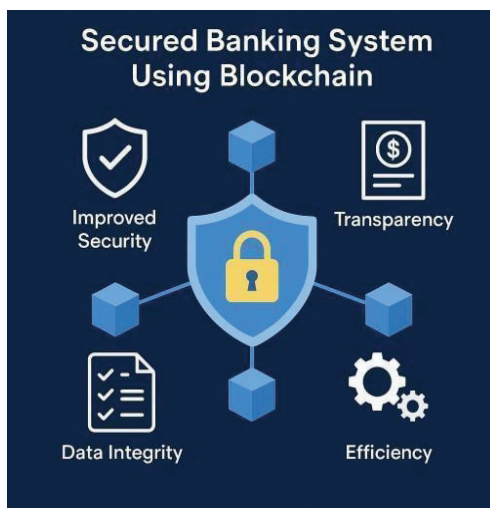 Secured Banking System
Using Blockchain
Improved
Security
$
Transparency
Data Integrity
Efficiency